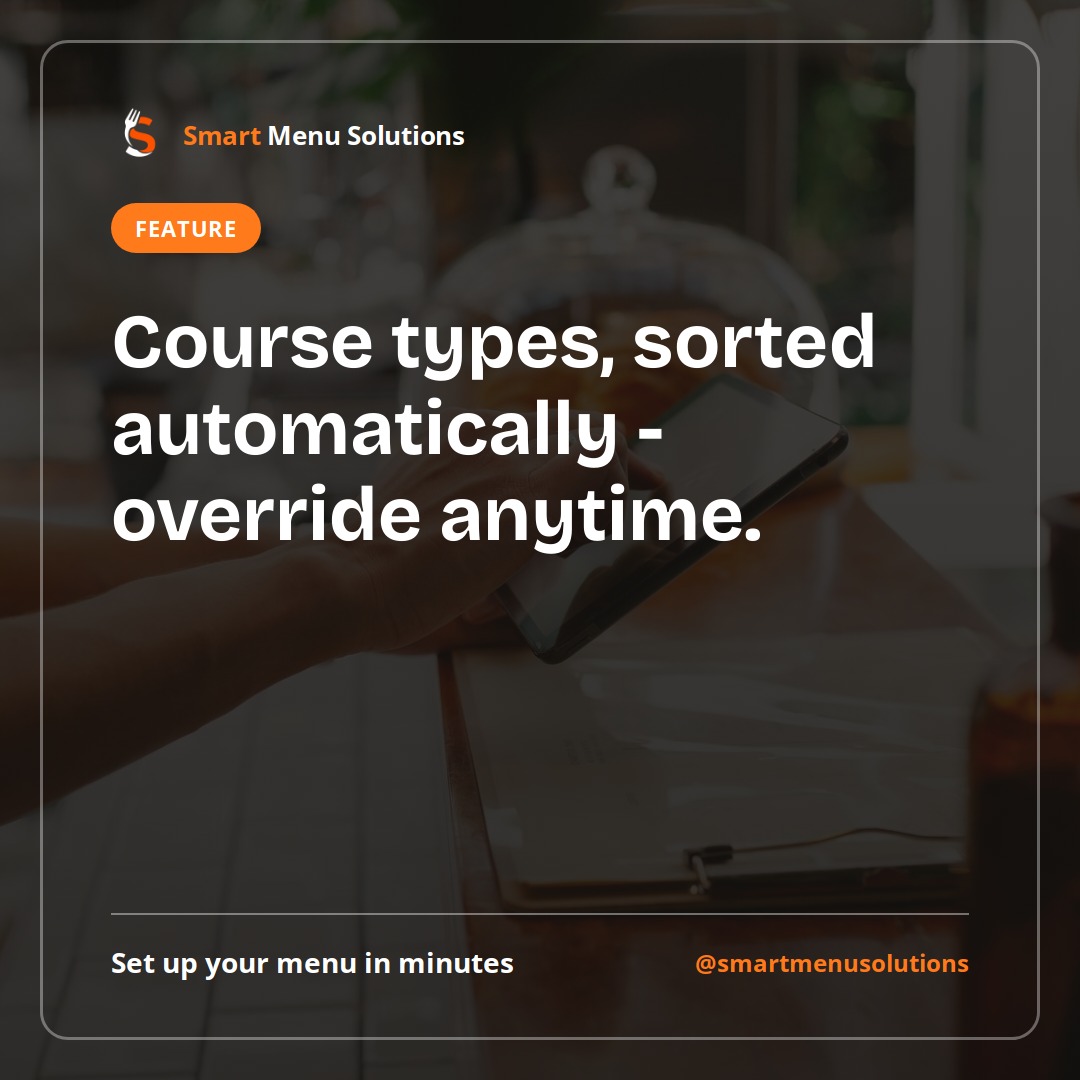 Smart Menu Solutions
FEATURE
Course types, sorted
automatically -
override anytime.
Set up your menu in minutes
@smartmenusolutions